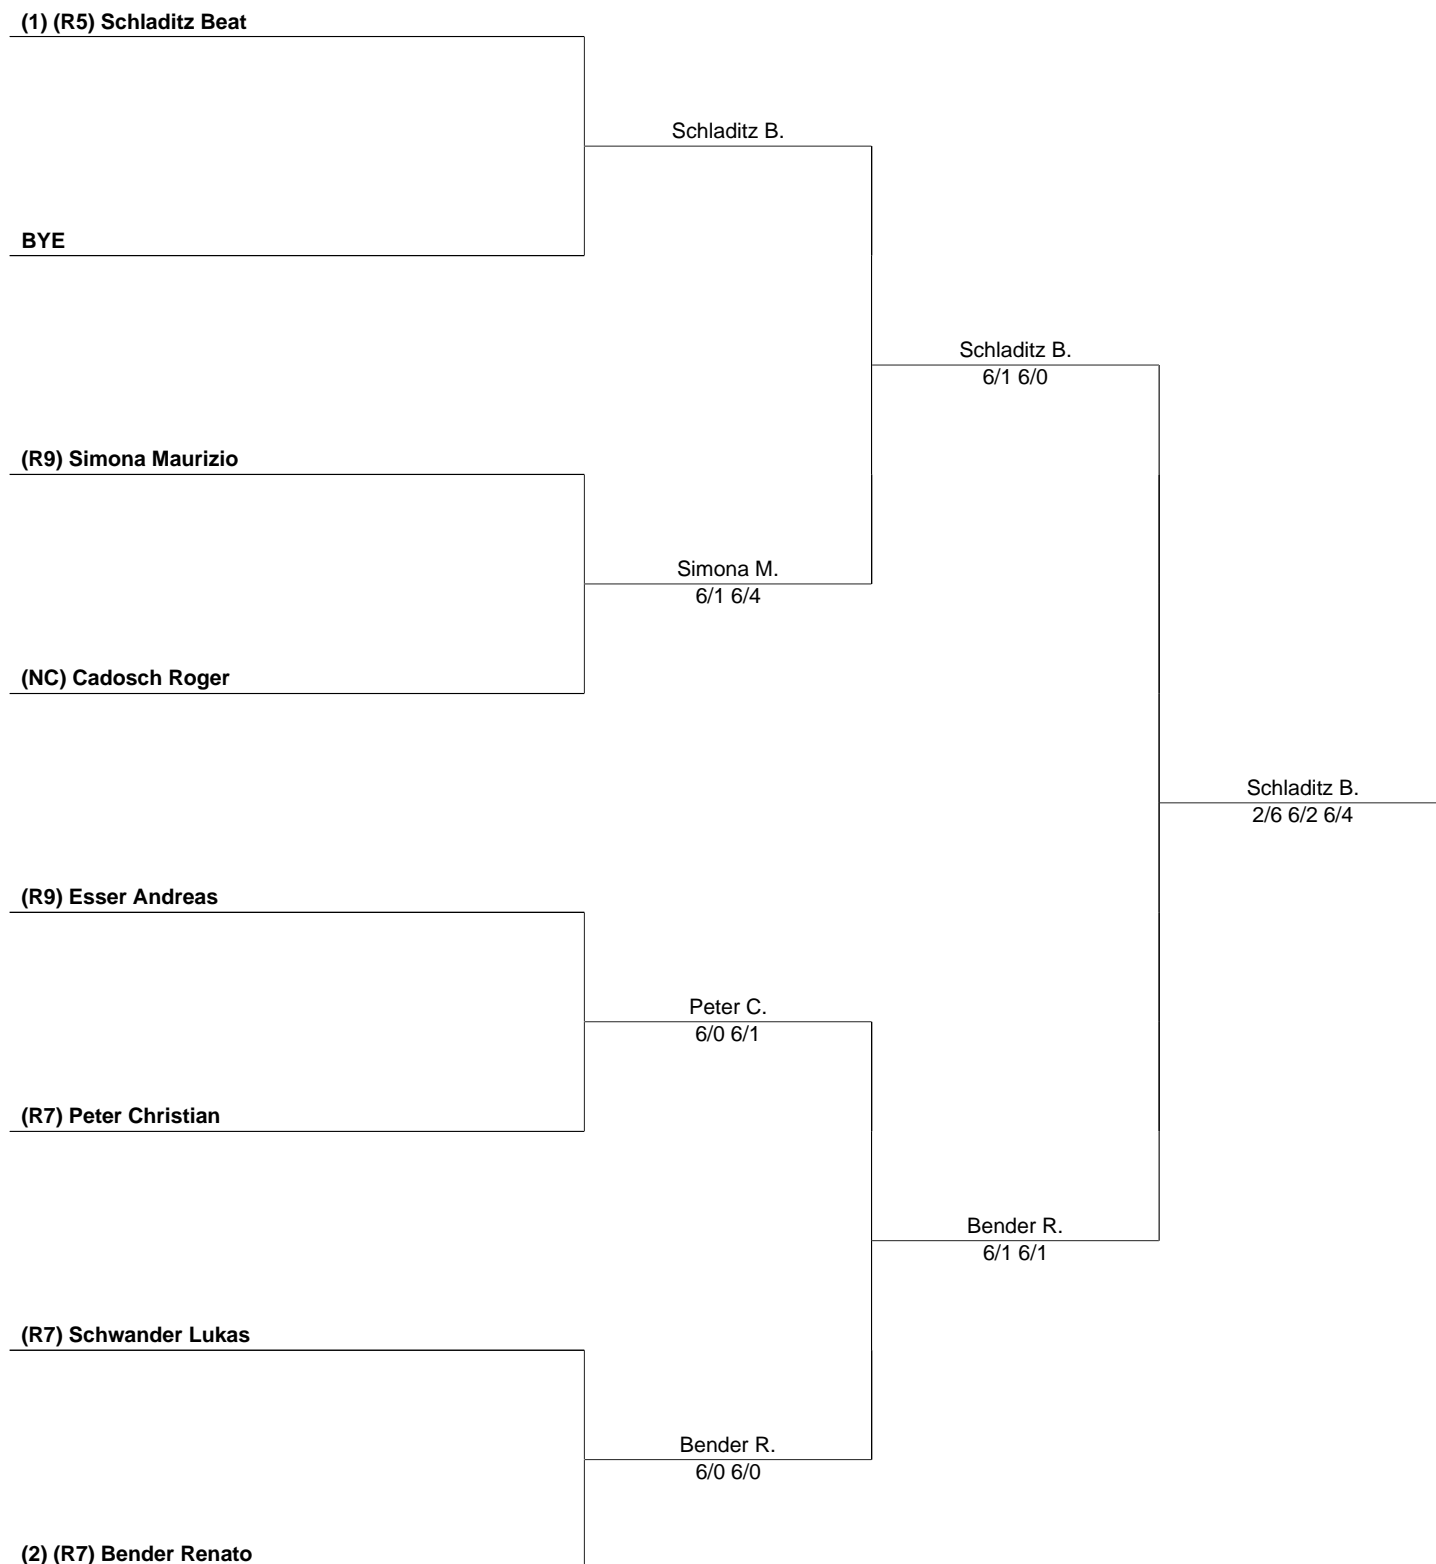 (1) (R5) Schladitz Beat
Schladitz B.
BYE
Schladitz B.
6/1 6/0
(R9) Simona Maurizio
Simona M.
6/1 6/4
(NC) Cadosch Roger
Schladitz B.
2/6 6/2 6/4
(R9) Esser Andreas
Peter C.
6/0 6/1
(R7) Peter Christian
Bender R.
6/1 6/1
(R7) Schwander Lukas
Bender R.
6/0 6/0
(2) (R7) Bender Renato